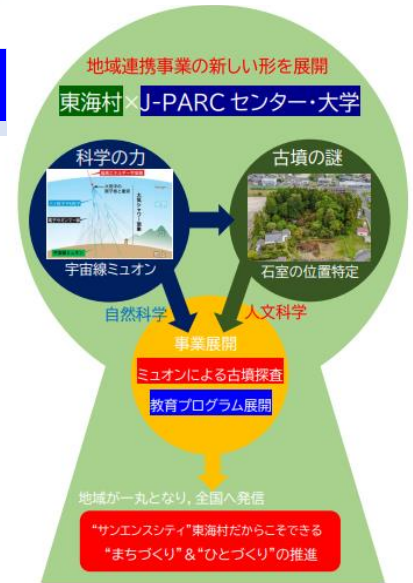 地域連携事業の新しい形を展開
東海村×J-PARCセンター・大学
科学の力
古墳の謎
宇宙線ミュオン
石室の位置特定
自然科学
人文科学
事業展開
ミュオンによる古墳探査
教育プログラム展開
地域が一丸となり,全国へ発信
“サンエンスシティ”東海村だからこそできる
“まちづくり”&“ひとづくり”の推進